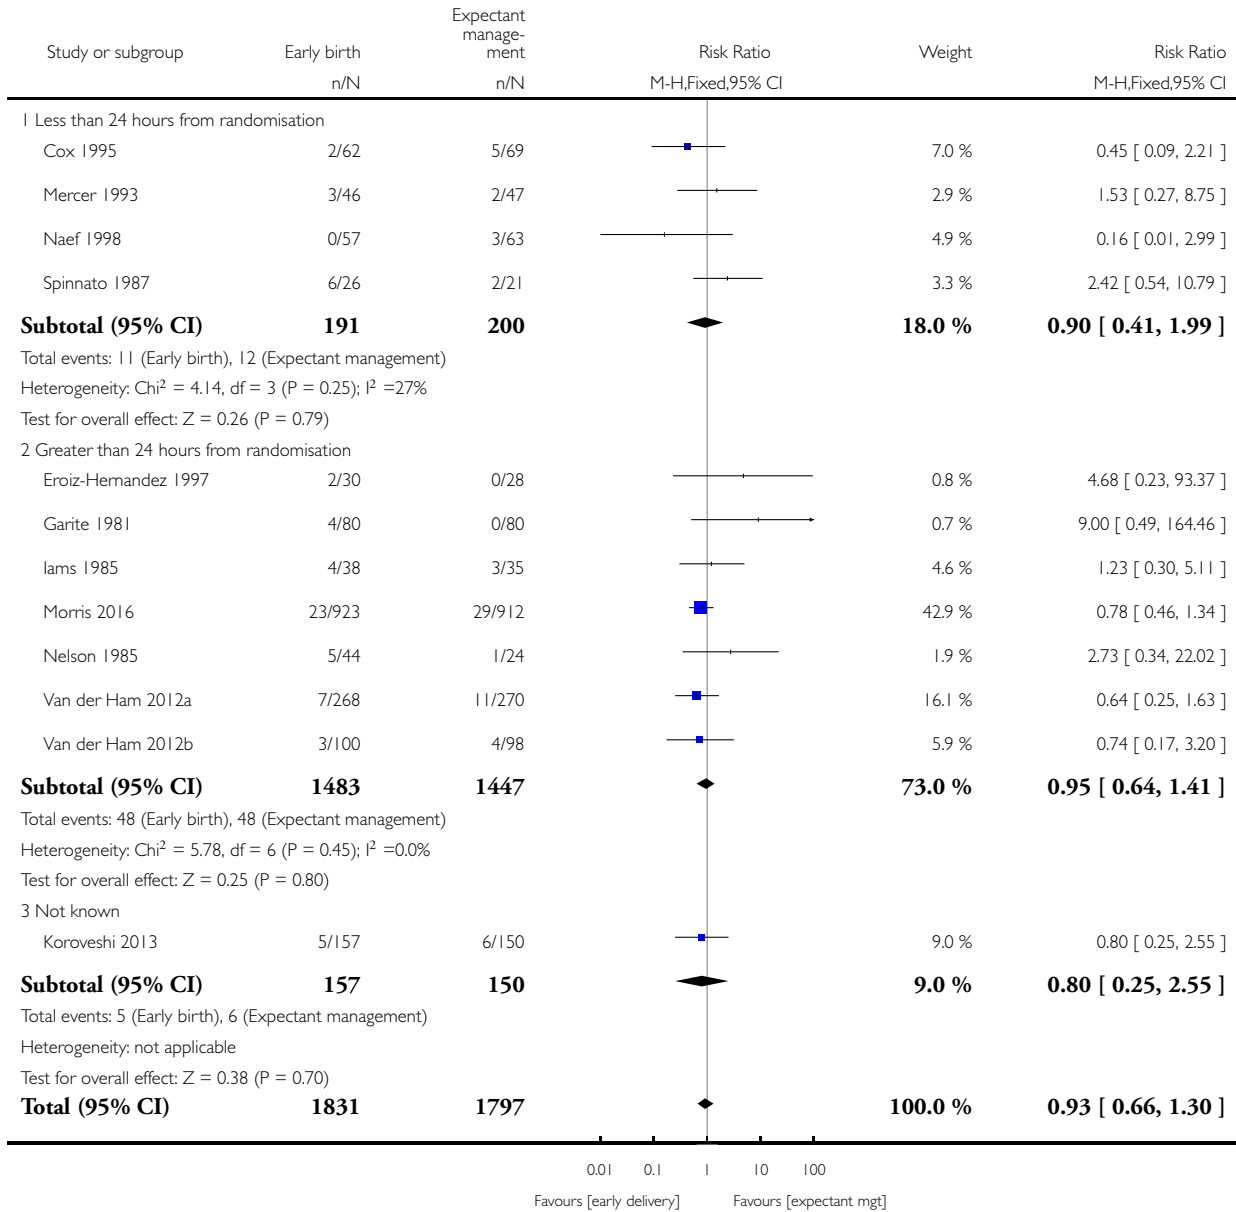 Study or subgroup Early birth Expectant manage-ment Risk Ratio Weight Risk Ratio
n/N n/N M-H,Fixed,95% CI M-H,Fixed,95% CI
1 Less than 24 hours from randomisation
Cox 1995 2/62 5/69 7.0 % 0.45 [ 0.09, 2.21 ]
Mercer 1993 3/46 2/47 2.9 % 1.53 [ 0.27, 8.75 ]
Naef 1998 0/57 3/63 4.9 % 0.16 [ 0.01, 2.99 ]
Spinnato 1987 6/26 2/21 3.3 % 2.42 [ 0.54, 10.79 ]
Subtotal (95% CI) 191 200 18.0 % 0.90 [ 0.41, 1.99 ]
Total events: 11 (Early birth), 12 (Expectant management)
Heterogeneity: Chi² = 4.14, df = 3 (P = 0.25); I² =27%
Test for overall effect: Z = 0.26 (P = 0.79)
2 Greater than 24 hours from randomisation
Eroiz-Hernandez 1997 2/30 0/28 0.8 % 4.68 [ 0.23, 93.37 ]
Garite 1981 4/80 0/80 0.7 % 9.00 [ 0.49, 164.46 ]
Iams 1985 4/38 3/35 4.6 % 1.23 [ 0.30, 5.11 ]
Morris 2016 23/923 29/912 42.9 % 0.78 [ 0.46, 1.34 ]
Nelson 1985 5/44 1/24 1.9 % 2.73 [ 0.34, 22.02 ]
Van der Ham 2012a 7/268 11/270 16.1 % 0.64 [ 0.25, 1.63 ]
Van der Ham 2012b 3/100 4/98 5.9 % 0.74 [ 0.17, 3.20 ]
Subtotal (95% CI) 1483 1447 73.0 % 0.95 [ 0.64, 1.41 ]
Total events: 48 (Early birth), 48 (Expectant management)
Heterogeneity: Chi² = 5.78, df = 6 (P = 0.45); I² =0.0%
Test for overall effect: Z = 0.25 (P = 0.80)
3 Not known
Koroveshi 2013 5/157 6/150 9.0 % 0.80 [ 0.25, 2.55 ]
Subtotal (95% CI) 157 150 9.0 % 0.80 [ 0.25, 2.55 ]
Total events: 5 (Early birth), 6 (Expectant management)
Heterogeneity: not applicable
Test for overall effect: Z = 0.38 (P = 0.70)
Total (95% CI) 1831 1797 100.0 % 0.93 [ 0.66, 1.30 ]
0.01 0.1 1 10 100
Favours [early delivery] Favours [expectant mgt]